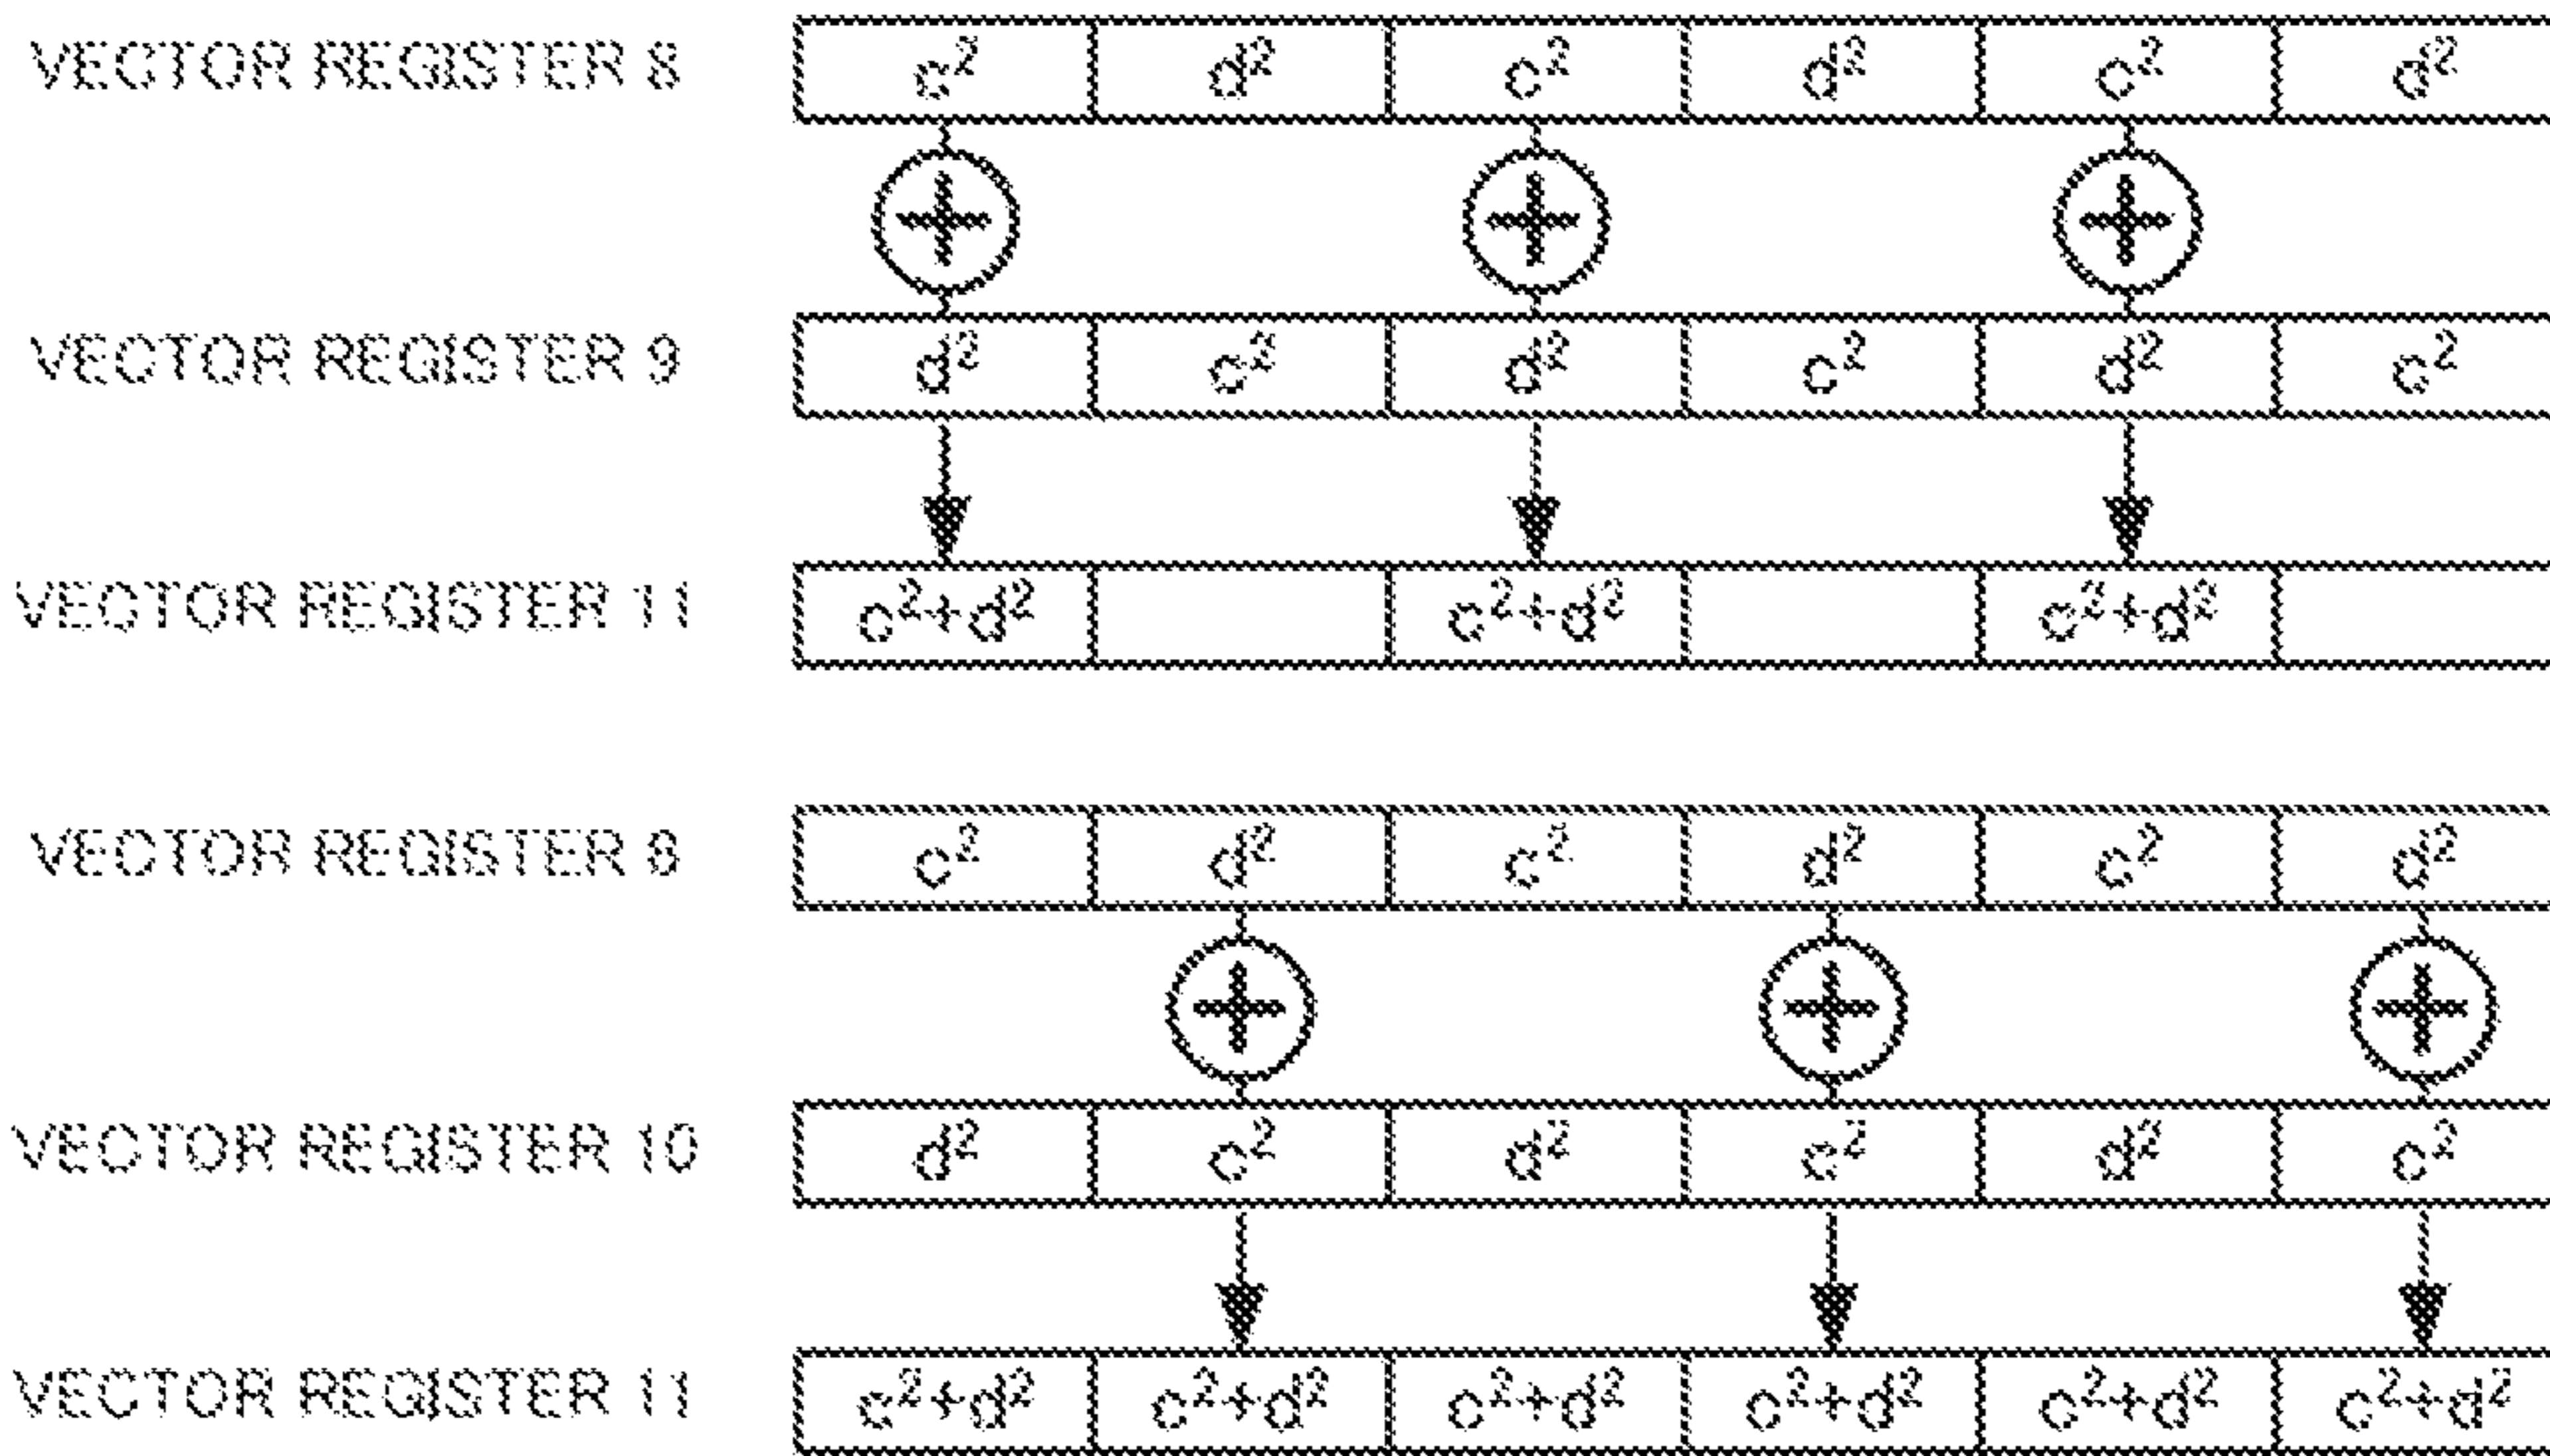 VECTOR REGISTER 8 c² d² c² d² c² d²
VECTOR REGISTER 9 d² c² d² c² d² c²
VECTOR REGISTER 11 c²+d² c²+d² c²+d²
VECTOR REGISTER 8 c² d² c² d² c² d²
VECTOR REGISTER 10 d² c² d² c² d² c²
VECTOR REGISTER 11 c²+d² c²+d² c²+d² c²+d² c²+d² c²+d²